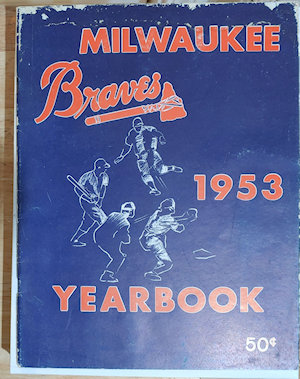 MILWAUKEE
Braves
1953
YEARBOOK
50¢